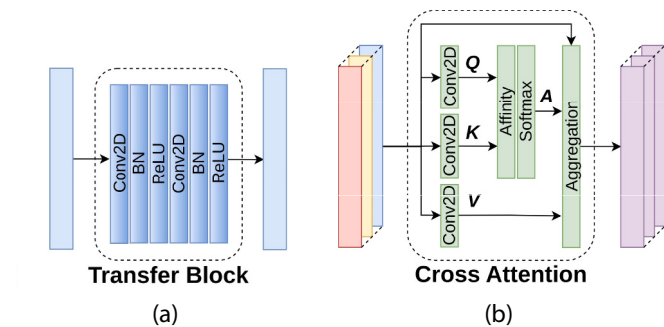 Conv2D
BN
ReLU
Conv2D
BN
ReLU
Transfer Block
(a)
Conv2D
Q
Conv2D
K
Conv2D
V
Affinity
Softmax
A
Aggregation
Cross Attention
(b)